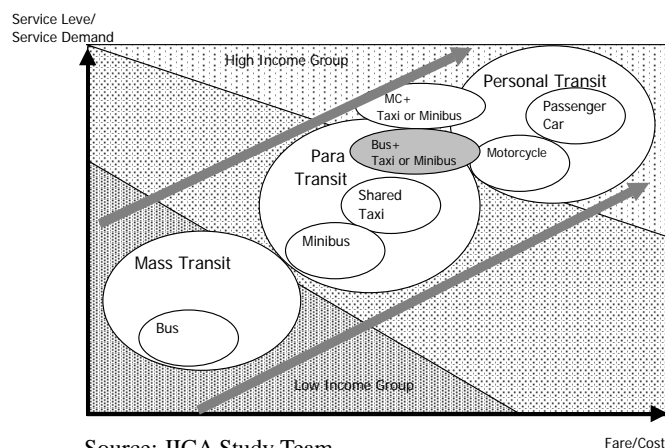 Service Leve/
Service Demand
High Income Group
Personal Transit
MC+
Taxi or Minibus
Passenger
Car
Bus+
Taxi or Minibus
Motorcycle
Para
Transit
Shared
Taxi
Minibus
Mass Transit
Bus
Low Income Group
Source: JICA Study Team
Fare/Cost